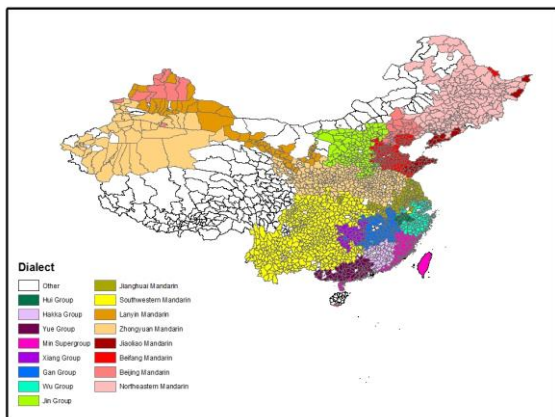 Dialect
Other
Hui Group
Hakka Group
Yue Group
Min Supergroup
Xiang Group
Gan Group
Wu Group
Jin Group
Jianghuai Mandarin
Southwestern Mandarin
Lanyin Mandarin
Zhongyuan Mandarin
Jiaoliao Mandarin
Beifang Mandarin
Beijing Mandarin
Northeastern Mandarin